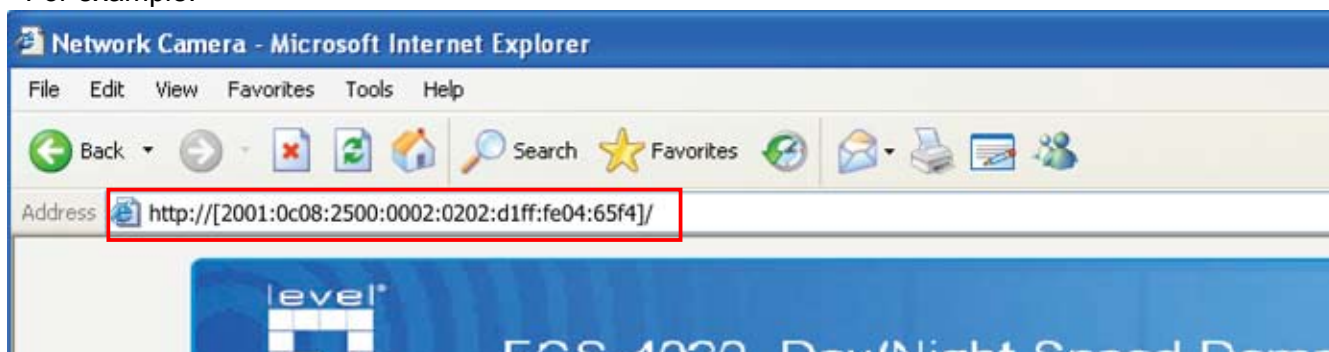 Network Camera - Microsoft Internet Explorer
File Edit View Favorites Tools Help
Back Search Favorites
Address http://[2001:0c08:2500:0002:0202:d1ff:fe04:65f4]/
level